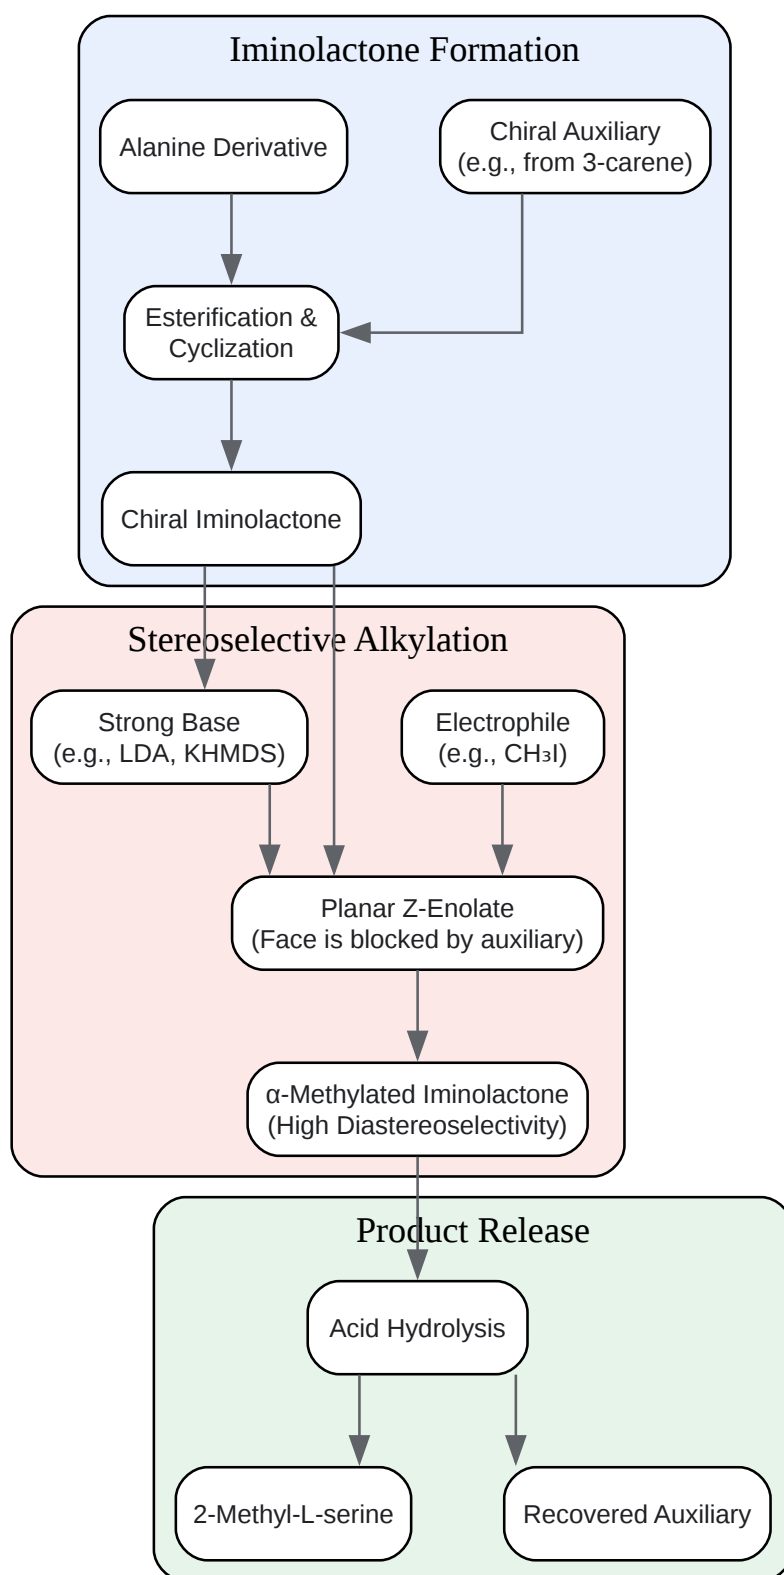 Iminolactone Formation
Alanine Derivative
Chiral Auxiliary
(e.g., from 3-carene)
Esterification &
Cyclization
Chiral Iminolactone
Stereoselective Alkylation
Strong Base
(e.g., LDA, KHMDS)
Electrophile
(e.g., CH₃I)
Planar Z-Enolate
(Face is blocked by auxiliary)
α-Methylated Iminolactone
(High Diastereoselectivity)
Product Release
Acid Hydrolysis
2-Methyl-L-serine
Recovered Auxiliary